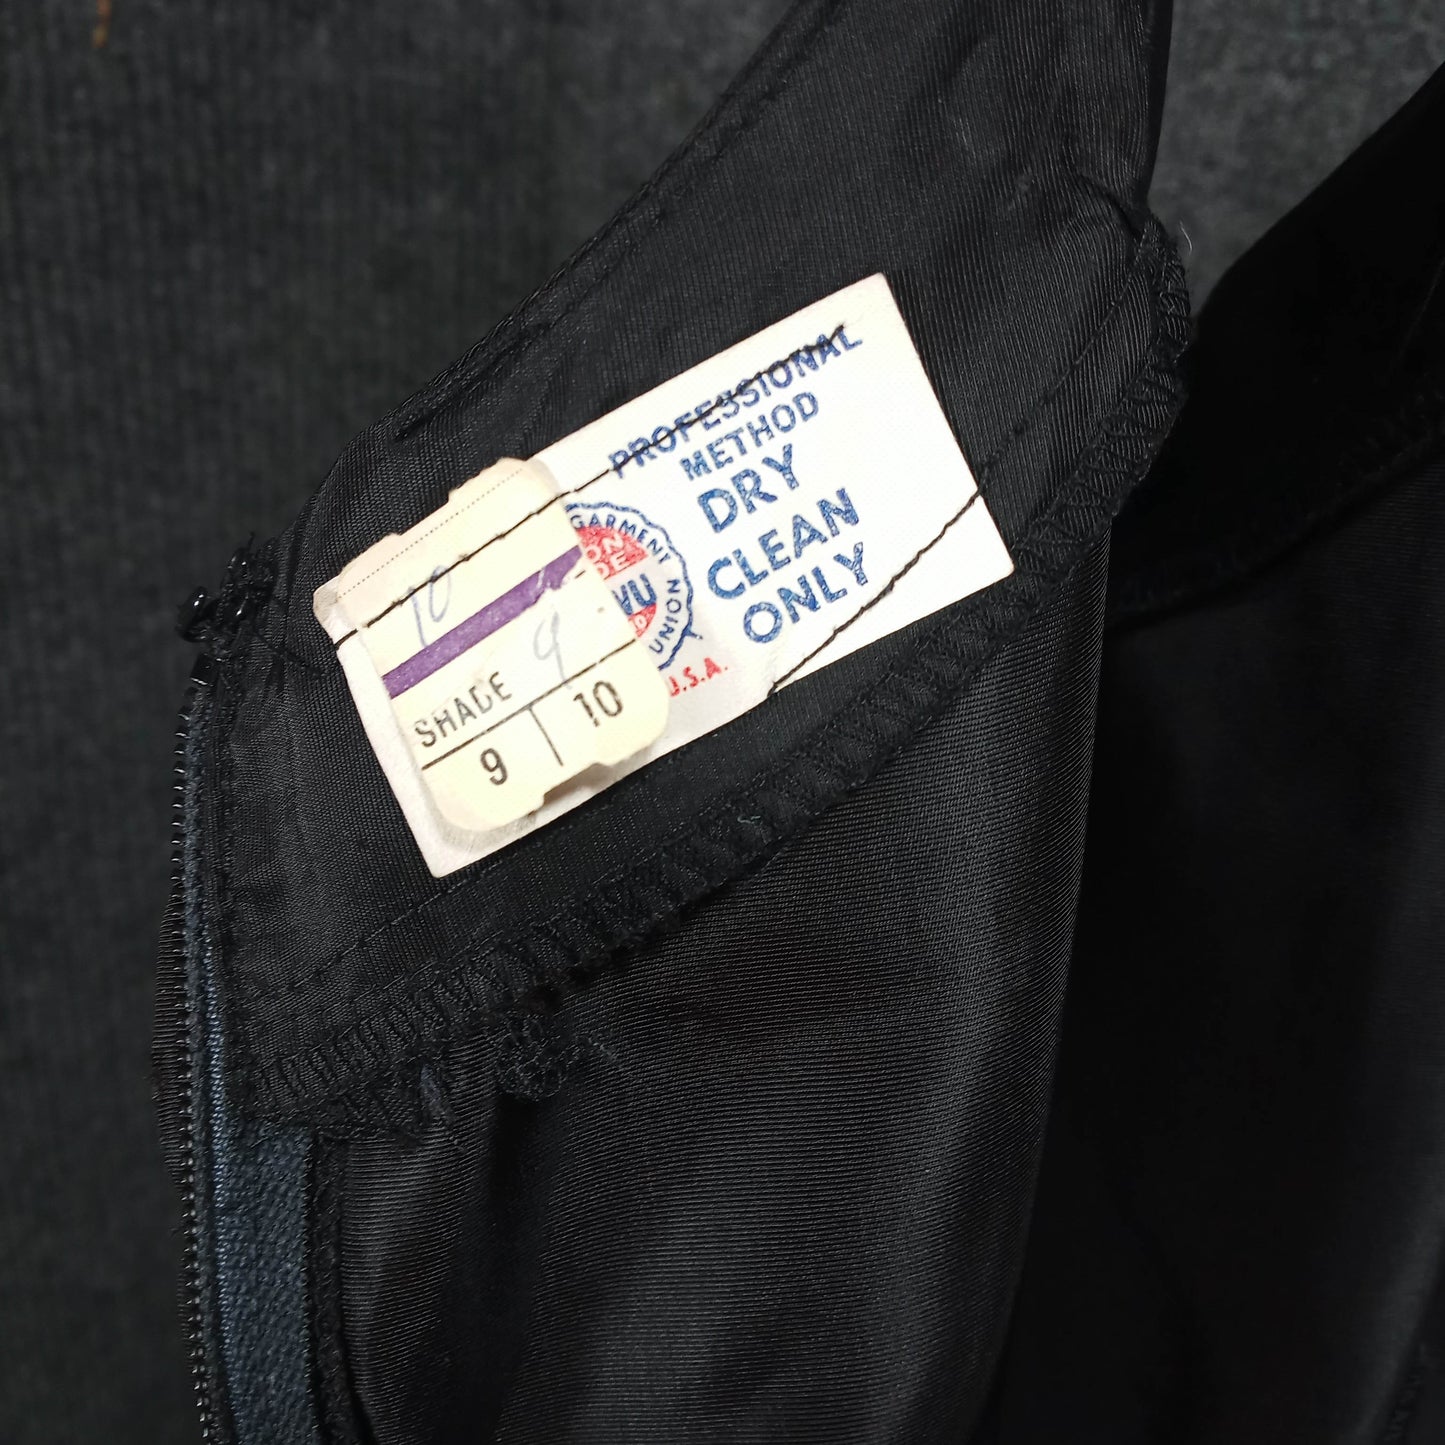 PROFESSIONAL
METHOD
DRY
CLEAN
ONLY
GARMENT
UNION
U.S.A.
10
9
SHADE
9 10